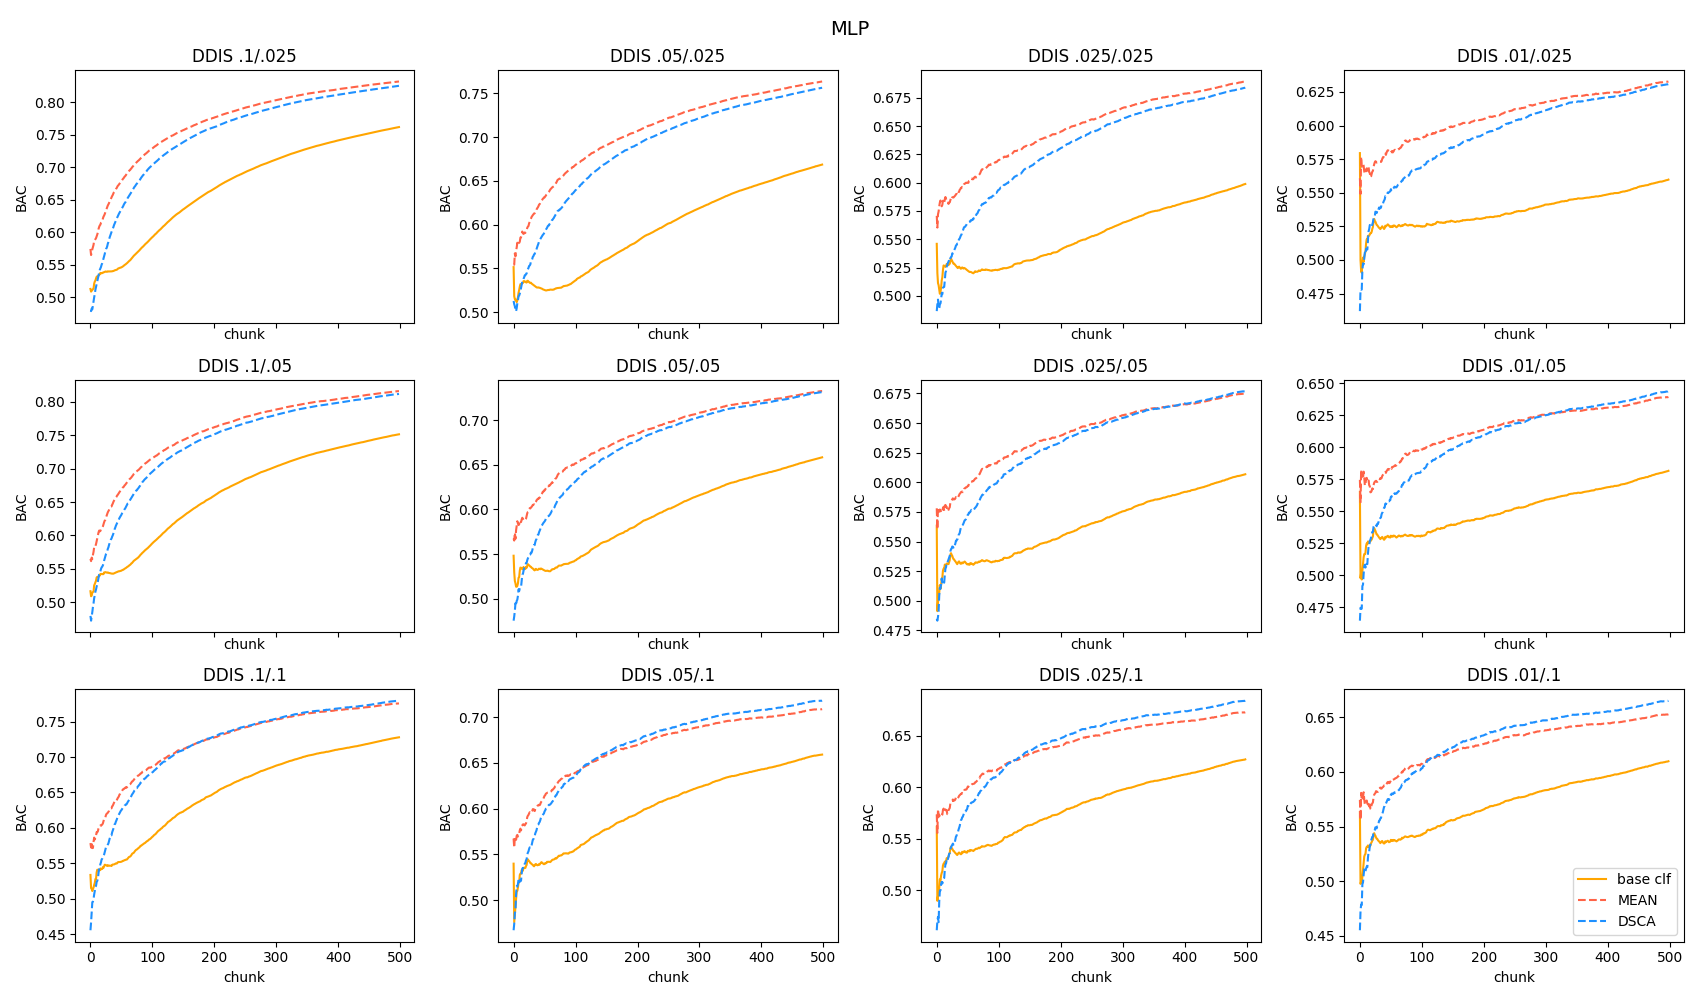 MLP
DDIS .1/.025
DDIS .05/.025
DDIS .025/.025
DDIS .01/.025
BAC
0.80
0.75
0.70
0.65
0.60
0.55
0.50
chunk
BAC
0.75
0.70
0.65
0.60
0.55
0.50
chunk
BAC
0.675
0.650
0.625
0.600
0.575
0.550
0.525
0.500
chunk
BAC
0.625
0.600
0.575
0.550
0.525
0.500
0.475
chunk
DDIS .1/.05
DDIS .05/.05
DDIS .025/.05
DDIS .01/.05
BAC
0.80
0.75
0.70
0.65
0.60
0.55
0.50
chunk
BAC
0.70
0.65
0.60
0.55
0.50
chunk
BAC
0.675
0.650
0.625
0.600
0.575
0.550
0.525
0.500
0.475
chunk
BAC
0.650
0.625
0.600
0.575
0.550
0.525
0.500
0.475
chunk
DDIS .1/.1
DDIS .05/.1
DDIS .025/.1
DDIS .01/.1
BAC
0.75
0.70
0.65
0.60
0.55
0.50
0.45
0 100 200 300 400 500
chunk
BAC
0.70
0.65
0.60
0.55
0.50
0 100 200 300 400 500
chunk
BAC
0.65
0.60
0.55
0.50
0 100 200 300 400 500
chunk
BAC
0.65
0.60
0.55
0.50
0.45
0 100 200 300 400 500
chunk
base clf
MEAN
DSCA